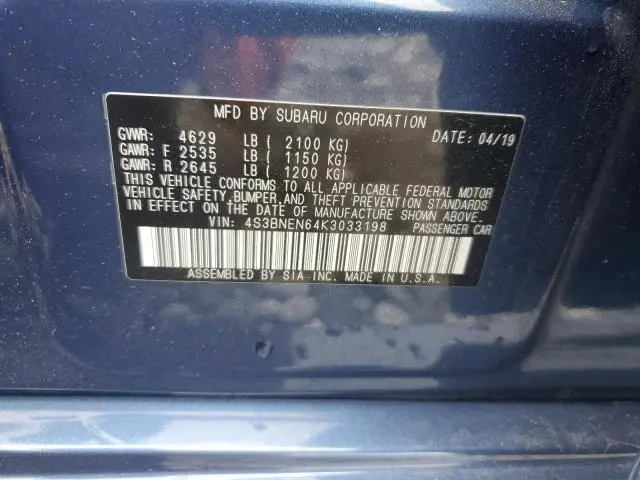 MFD BY SUBARU CORPORATION
GVWR: 4629 LB ( 2100 KG) DATE: 04/19
GAWR: F 2535 LB ( 1150 KG)
GAWR: R 2645 LB ( 1200 KG)
THIS VEHICLE CONFORMS TO ALL APPLICABLE FEDERAL MOTOR
VEHICLE SAFETY, BUMPER, AND THEFT PREVENTION STANDARDS
IN EFFECT ON THE DATE OF MANUFACTURE SHOWN ABOVE.
VIN: 4S3BNEN64K3033198 PASSENGER CAR
ASSEMBLED BY SIA INC. MADE IN U.S.A.